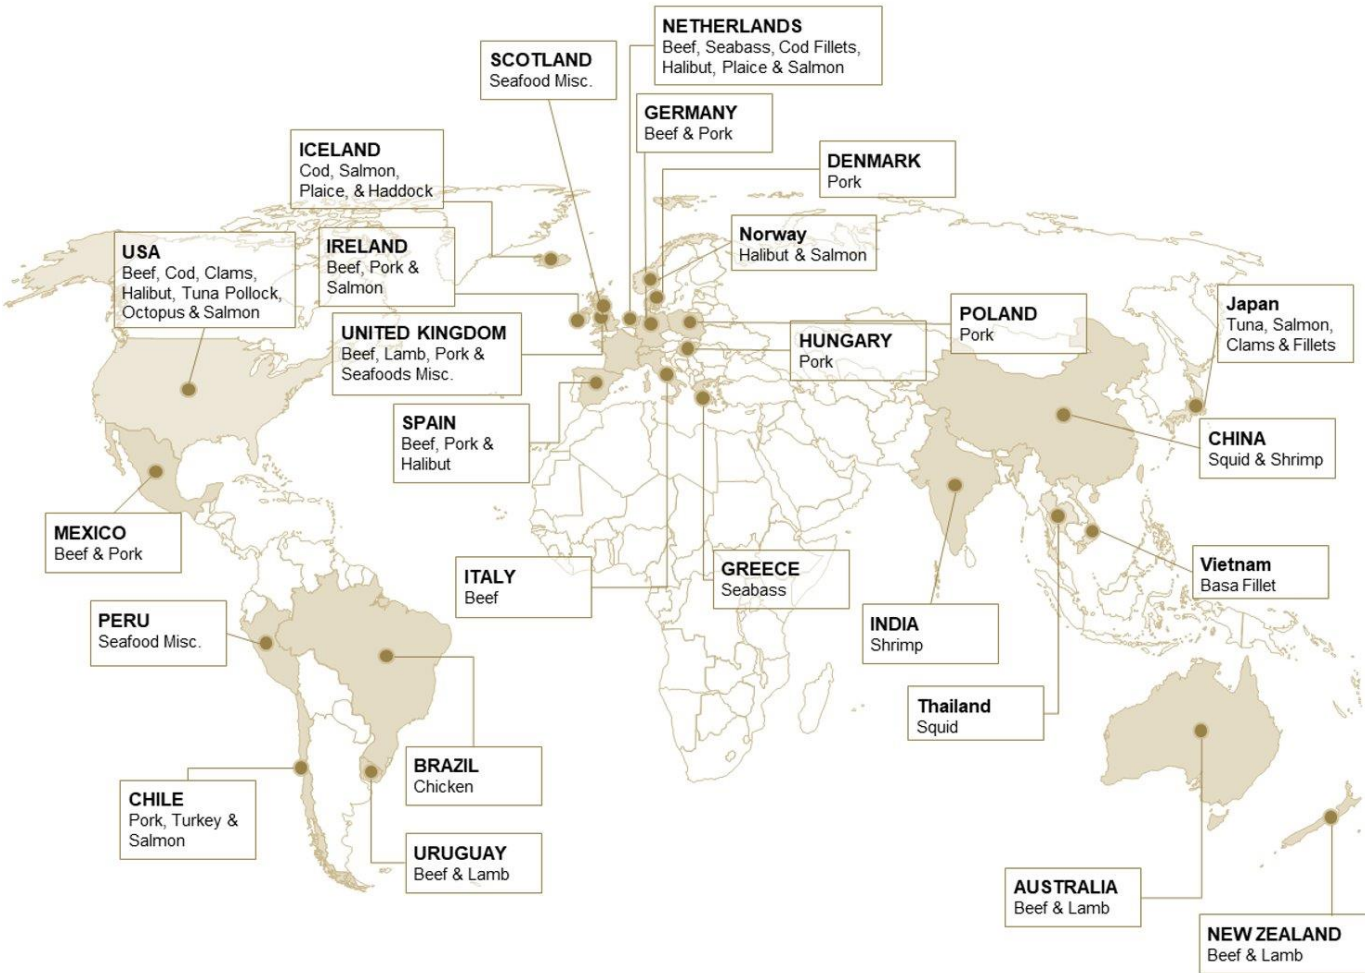 NETHERLANDS
Beef, Seabass, Cod Fillets,
Halibut, Plaice & Salmon
SCOTLAND
Seafood Misc.
GERMANY
Beef & Pork
ICELAND
Cod, Salmon,
Plaice, & Haddock
DENMARK
Pork
USA
Beef, Cod, Clams,
Halibut, Tuna Pollock,
Octopus & Salmon
IRELAND
Beef, Pork &
Salmon
Norway
Halibut & Salmon
UNITED KINGDOM
Beef, Lamb, Pork &
Seafoods Misc.
POLAND
Pork
HUNGARY
Pork
Japan
Tuna, Salmon,
Clams & Fillets
SPAIN
Beef, Pork &
Halibut
CHINA
Squid & Shrimp
MEXICO
Beef & Pork
ITALY
Beef
GREECE
Seabass
Vietnam
Basa Fillet
PERU
Seafood Misc.
INDIA
Shrimp
Thailand
Squid
BRAZIL
Chicken
CHILE
Pork, Turkey &
Salmon
URUGUAY
Beef & Lamb
AUSTRALIA
Beef & Lamb
NEW ZEALAND
Beef & Lamb